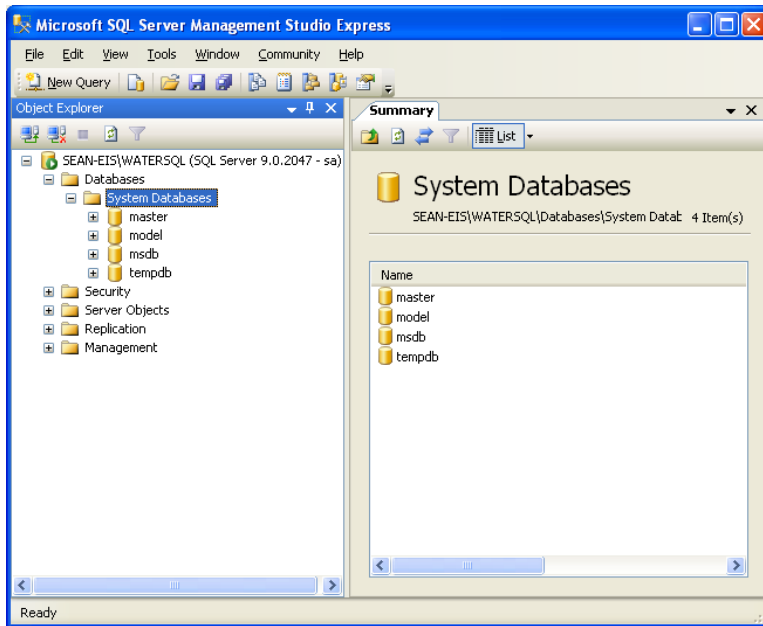 Microsoft SQL Server Management Studio Express
File Edit View Tools Window Community Help
New Query
Object Explorer
SEAN-EIS\WATERSQL (SQL Server 9.0.2047 - sa)
Databases
System Databases
master
model
msdb
tempdb
Security
Server Objects
Replication
Management
Summary
List
System Databases
SEAN-EIS\WATERSQL\Databases\System Datab 4 Item(s)
Name
master
model
msdb
tempdb
Ready